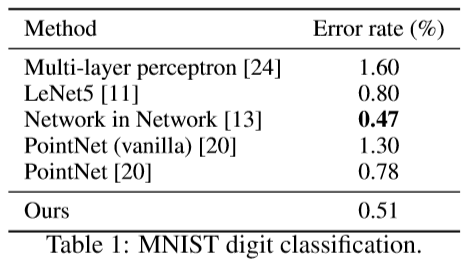 Method Error rate (%)
Multi-layer perceptron [24] 1.60
LeNet5 [11] 0.80
Network in Network [13] 0.47
PointNet (vanilla) [20] 1.30
PointNet [20] 0.78
Ours 0.51
Table 1: MNIST digit classification.